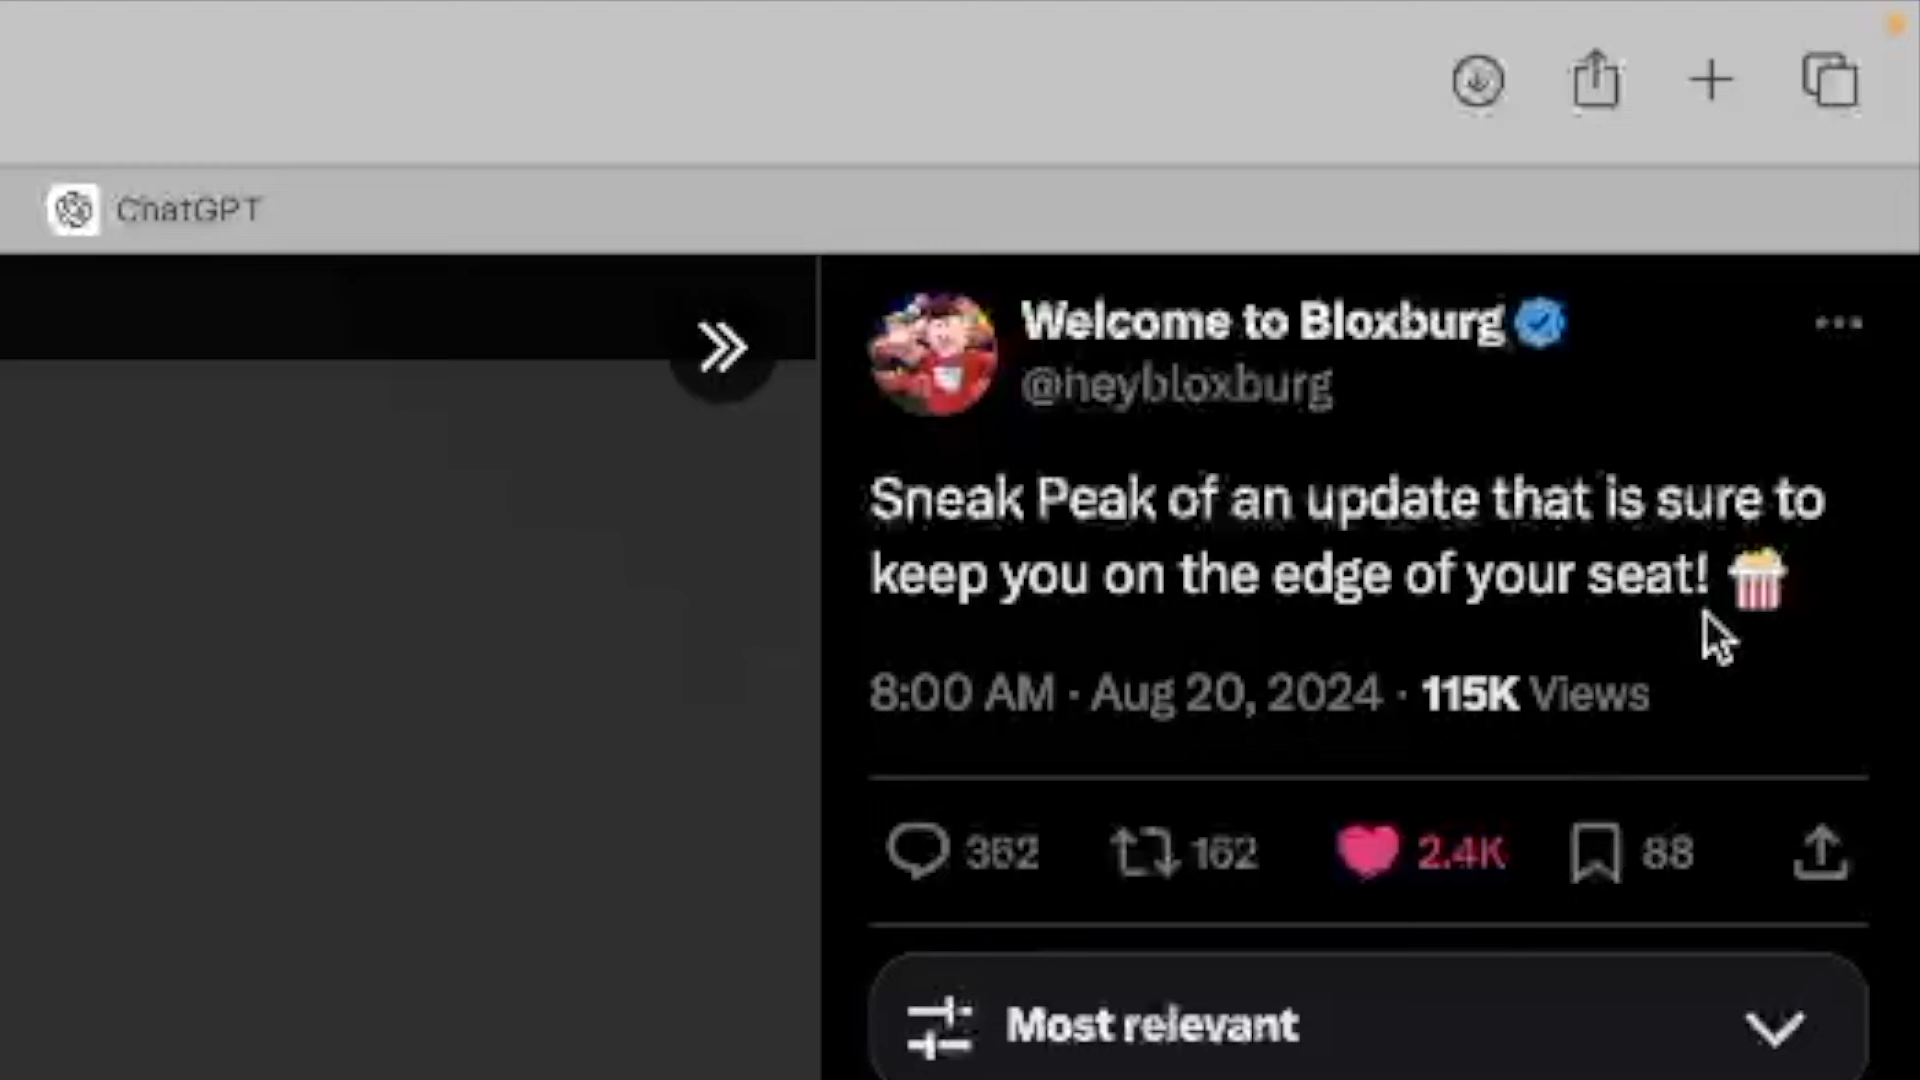 ChatGPT
Welcome to Bloxburg
@heybloxburg
Sneak Peak of an update that is sure to
keep you on the edge of your seat! 🍿
8:00 AM · Aug 20, 2024 · 115K Views
362 162 2.4K 88
Most relevant